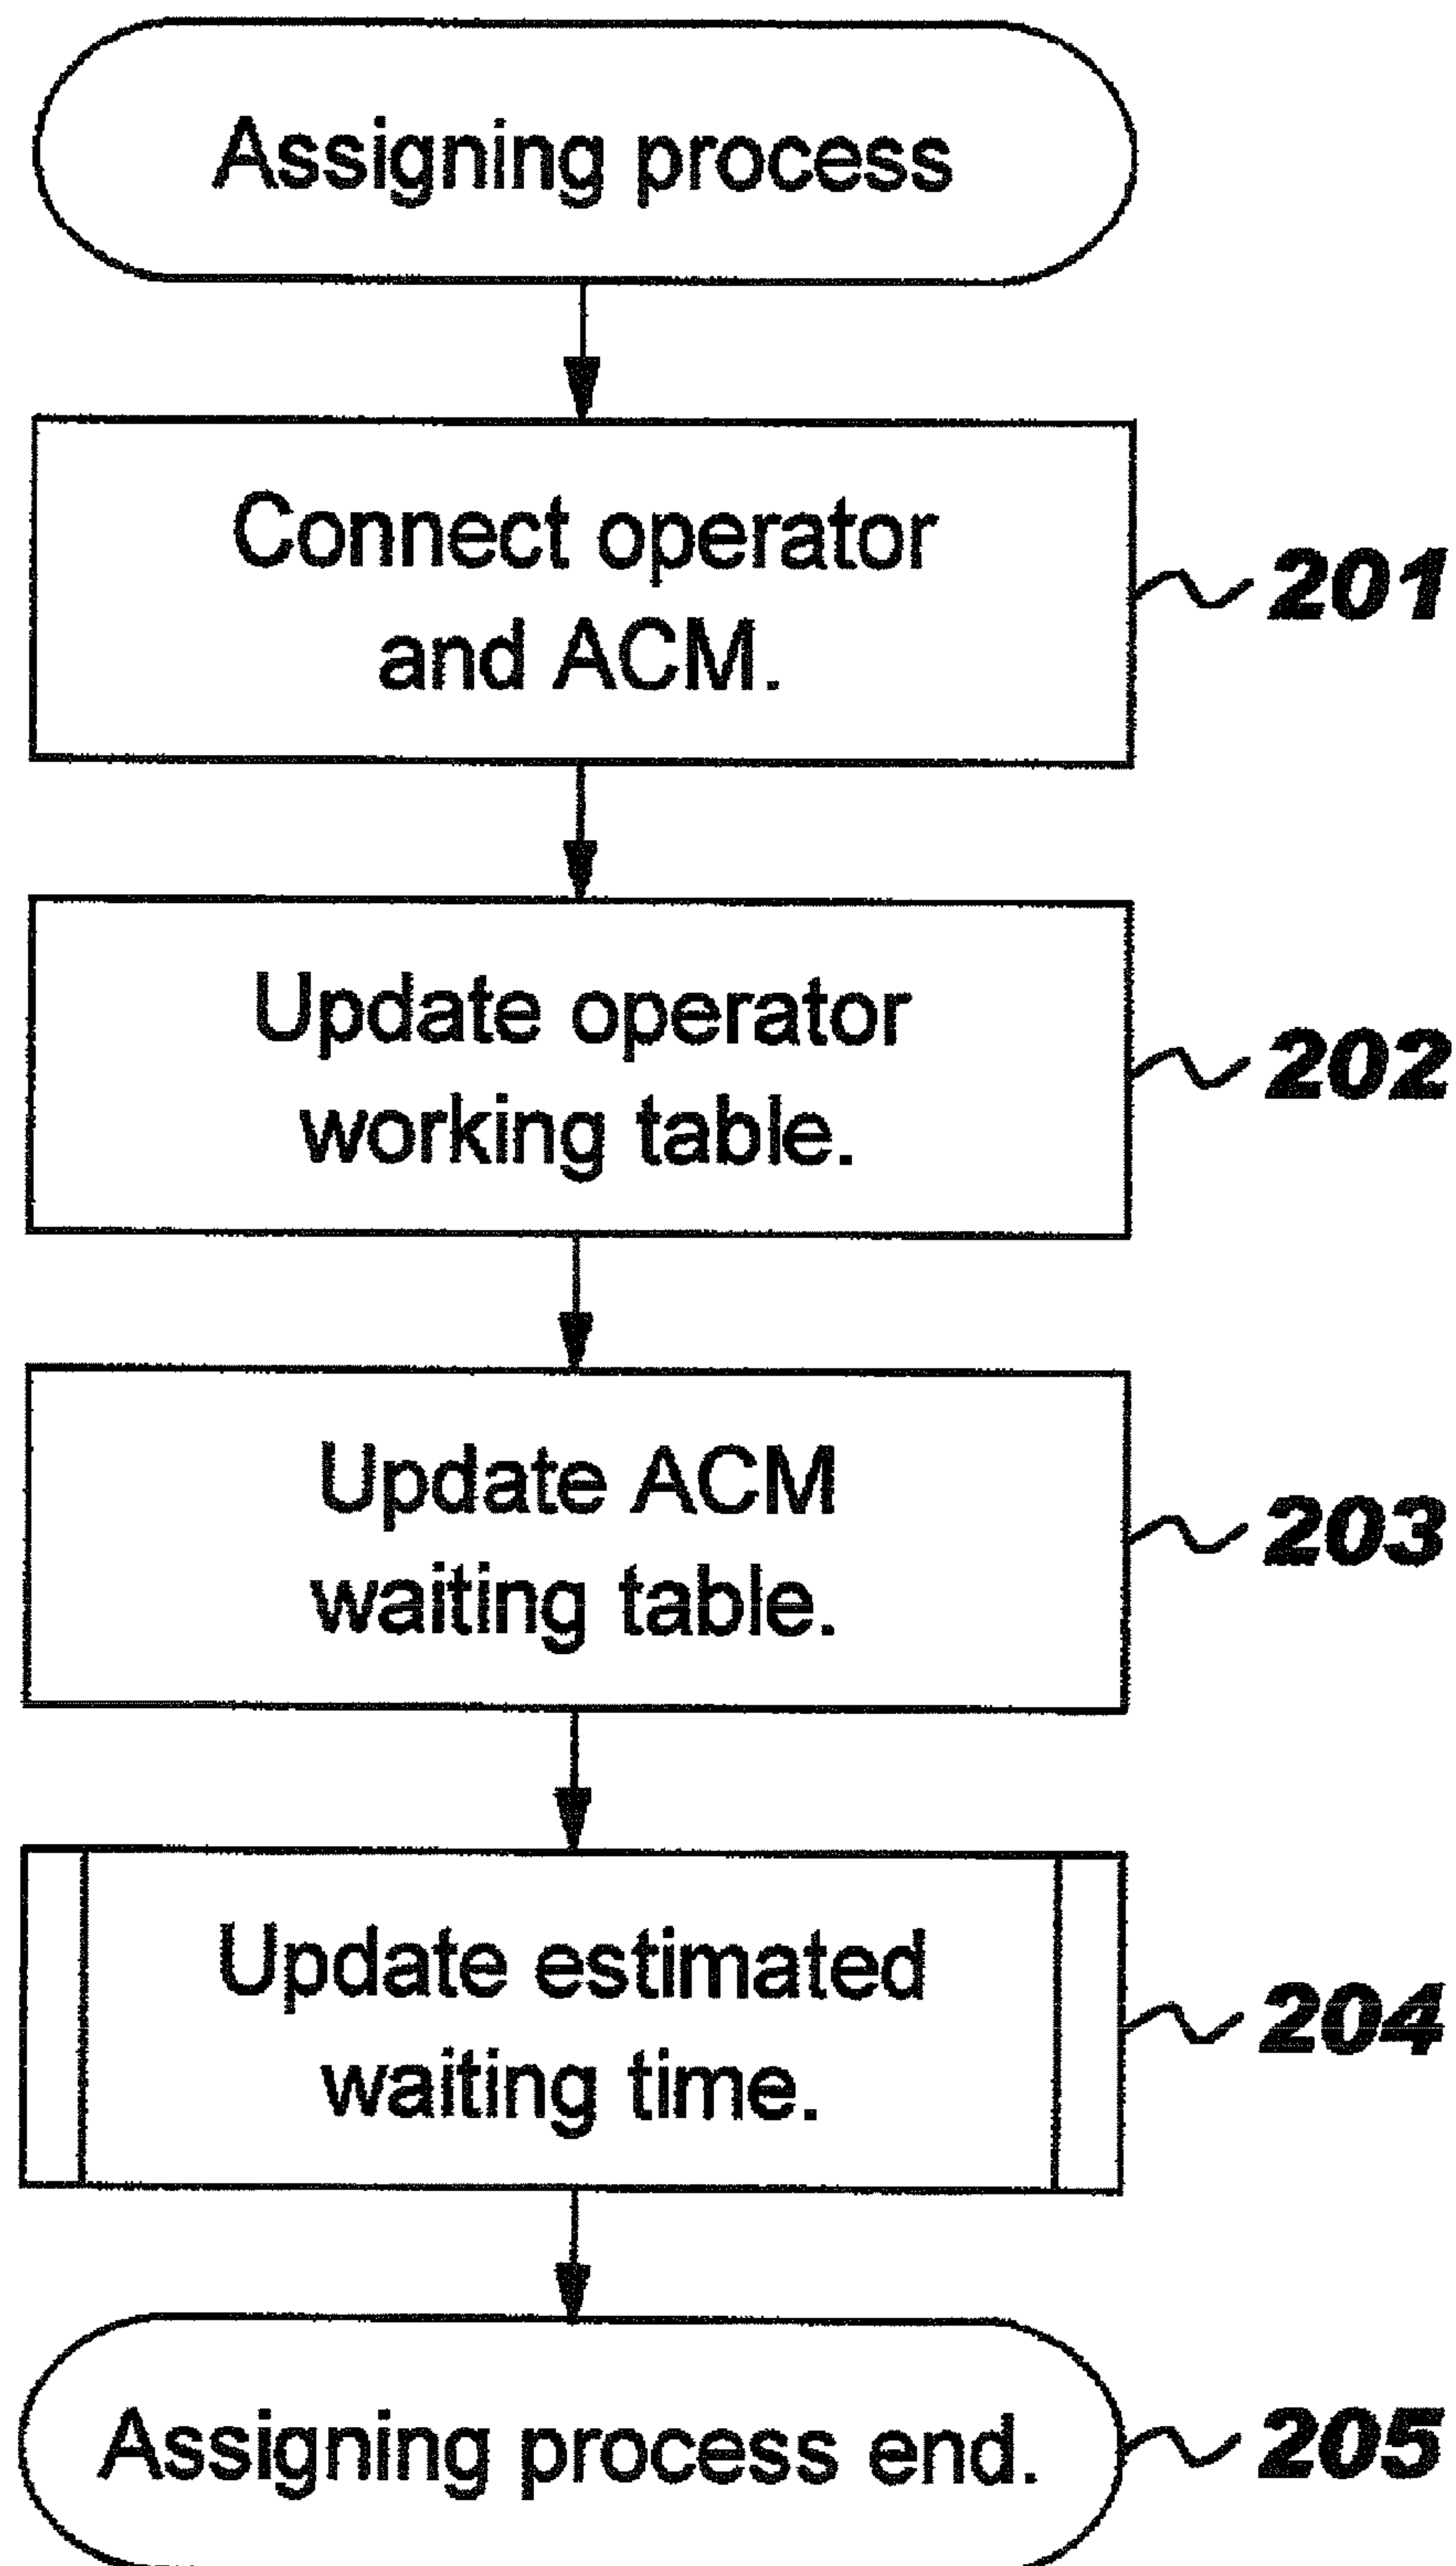 Assigning process
Connect operator
and ACM.
201
Update operator
working table.
202
Update ACM
waiting table.
203
Update estimated
waiting time.
204
Assigning process end.
205